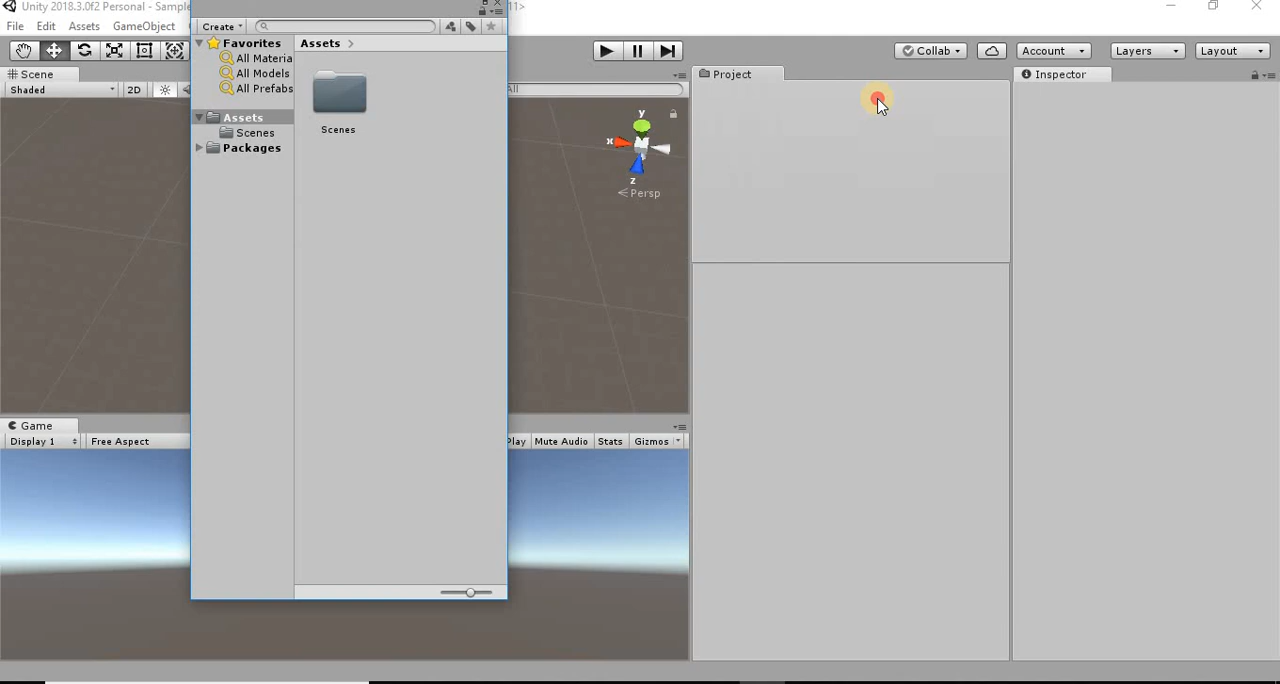 Unity 2018.3.0f2 Personal - Sample
11>
File Edit Assets GameObject
Create
Collab Account Layers Layout
Favorites
All Materia
All Models
All Prefabs
Assets
Scenes
Packages
Assets
Scenes
Scene
Shaded 2D
All
y
x
z
Persp
Project
Inspector
Game
Display 1 Free Aspect
Play Mute Audio Stats Gizmos